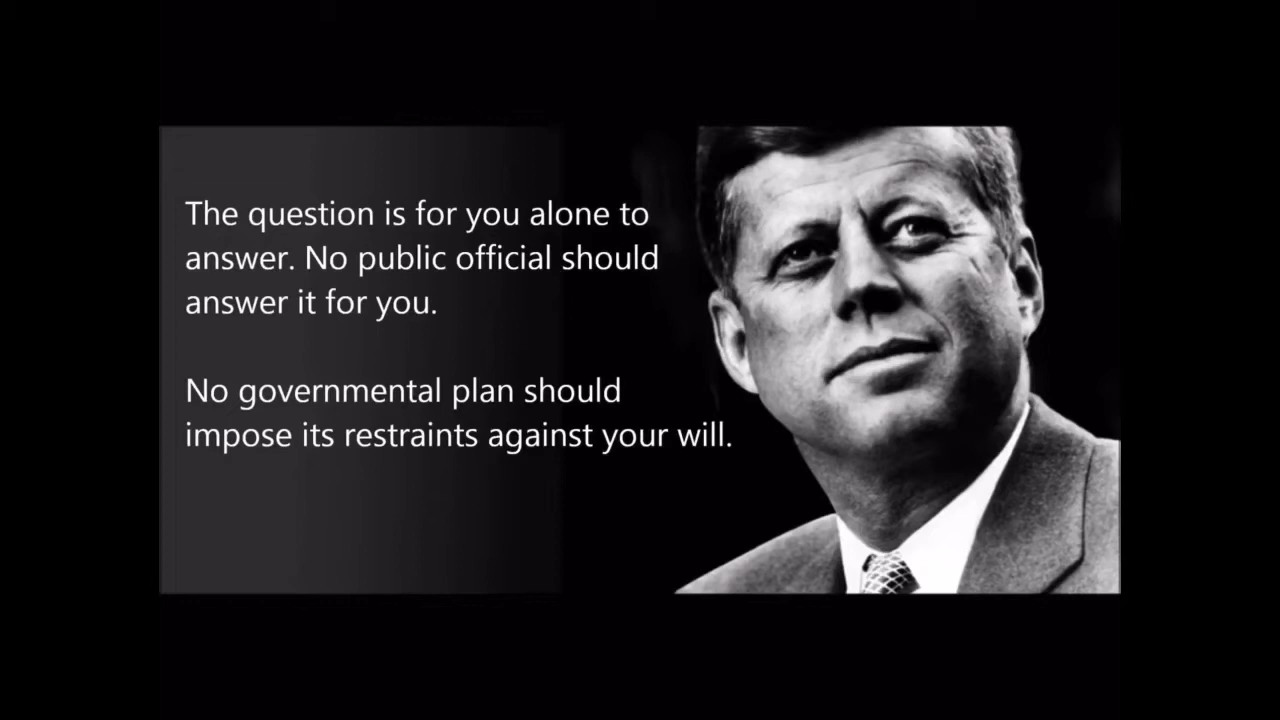 The question is for you alone to
answer. No public official should
answer it for you.
No governmental plan should
impose its restraints against your will.